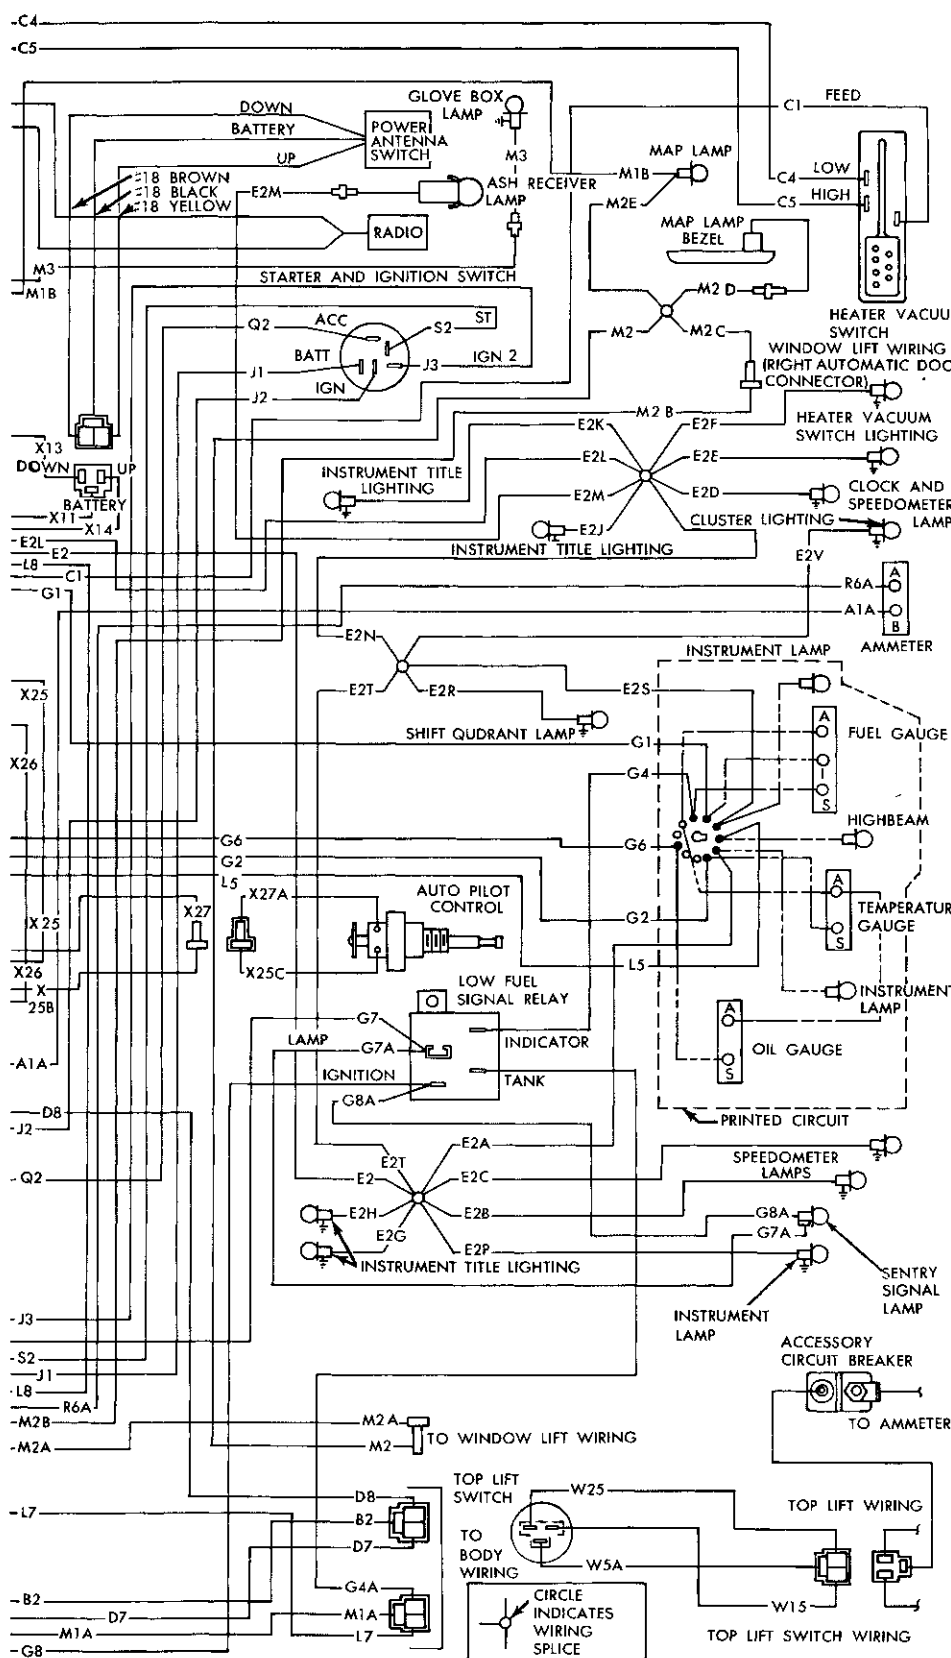 C4
C5
GLOVE BOX
LAMP
DOWN
BATTERY
UP
POWER
ANTENNA
SWITCH
M3
C1
FEED
MAP LAMP
M1B
M2E
C4
LOW
C5
HIGH
18 BROWN
18 BLACK
18 YELLOW
E2M
ASH RECEIVER
LAMP
RADIO
MAP LAMP
BEZEL
M3
M1B
STARTER AND IGNITION SWITCH
M2 D
HEATER VACUU
SWITCH
Q2
ACC
S2
ST
M2
M2 C
WINDOW LIFT WIRING
(RIGHT AUTOMATIC DOO
CONNECTOR)
J1
BATT
J3
IGN 2
J2
IGN
M2 B
E2K
E2F
HEATER VACUUM
SWITCH LIGHTING
X13
DOWN
UP
BATTERY
X11
X14
INSTRUMENT TITLE
LIGHTING
E2L
E2E
E2M
E2D
CLOCK AND
SPEEDOMETER
LAMP
E2J
CLUSTER LIGHTING
INSTRUMENT TITLE LIGHTING
E2V
E2L
E2
L8
C1
G1
R6A
A
A1A
B
AMMETER
E2N
INSTRUMENT LAMP
E2T
E2R
E2S
X25
SHIFT QUDRANT LAMP
A
I
S
FUEL GAUGE
G1
X26
G4
HIGHBEAM
G6
G6
G2
L5
X27A
AUTO PILOT
CONTROL
X27
X25
A
S
TEMPERATUR
GAUGE
G2
X25C
L5
X26
X
25B
LOW FUEL
SIGNAL RELAY
INSTRUMENT
LAMP
G7
LAMP
G7A
INDICATOR
A
S
OIL GAUGE
A1A
IGNITION
TANK
G8A
D8
J2
PRINTED CIRCUIT
E2A
E2T
E2C
SPEEDOMETER
LAMPS
Q2
E2
E2H
E2B
G8A
G7A
E2G
E2P
INSTRUMENT TITLE LIGHTING
SENTRY
SIGNAL
LAMP
INSTRUMENT
LAMP
J3
S2
J1
L8
R6A
ACCESSORY
CIRCUIT BREAKER
TO AMMETER
M2B
M2A
M2A
M2
TO WINDOW LIFT WIRING
TOP LIFT
SWITCH
W25
TOP LIFT WIRING
D8
L7
B2
D7
TO
BODY
WIRING
W5A
G4A
W15
B2
D7
M1A
M1A
L7
G8
CIRCLE
INDICATES
WIRING
SPLICE
TOP LIFT SWITCH WIRING